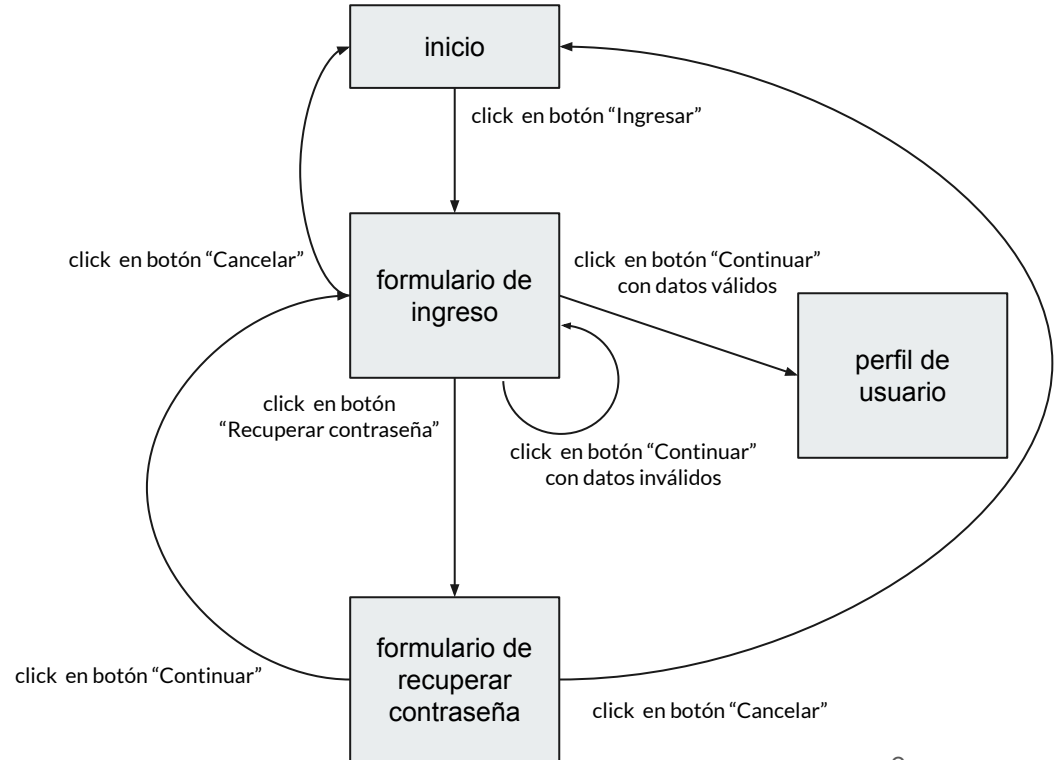 inicio
click en botón “Ingresar”
click en botón “Cancelar”
formulario de
ingreso
click en botón “Continuar”
con datos válidos
perfil de
usuario
click en botón
“Recuperar contraseña”
click en botón “Continuar”
con datos inválidos
formulario de
recuperar
contraseña
click en botón “Continuar”
click en botón “Cancelar”